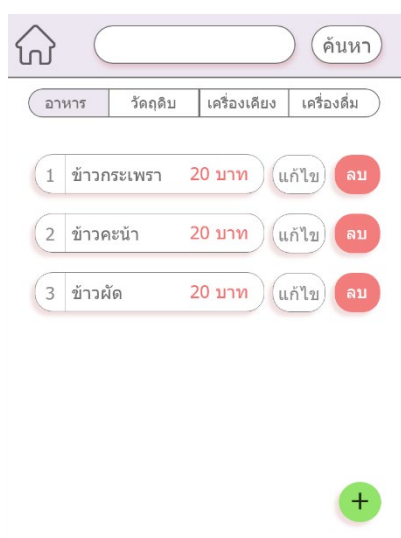 ค้นหา
อาหาร วัดถุดิบ เครื่องเคียง เครื่องดื่ม
1 ข้าวกระเพรา 20 บาท แก้ไข ลบ
2 ข้าวคะน้า 20 บาท แก้ไข ลบ
3 ข้าวผัด 20 บาท แก้ไข ลบ
+